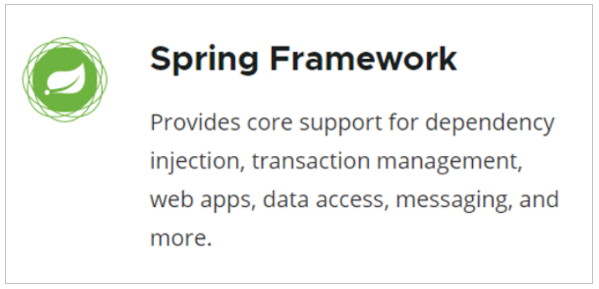 Spring Framework
Provides core support for dependency
injection, transaction management,
web apps, data access, messaging, and
more.